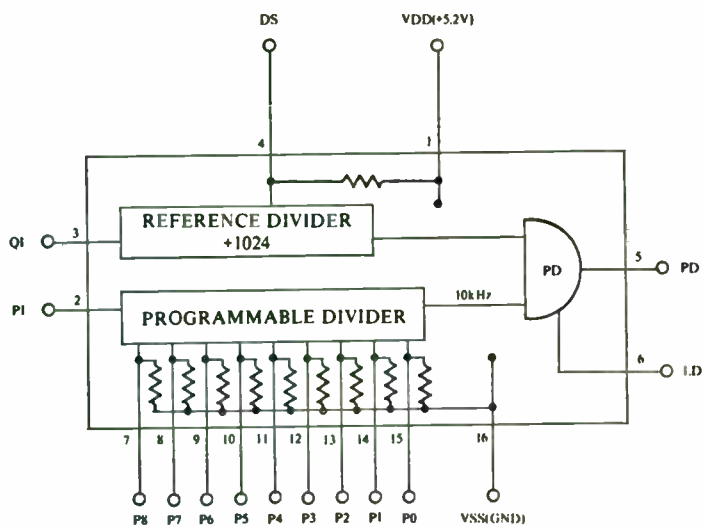 DS VDD(+5.2V)
4 1
REFERENCE DIVIDER
+1024
QI 3
PD 5 PD
PI 2
10kHz
PROGRAMMABLE DIVIDER
6 LD
7 8 9 10 11 12 13 14 15 16
P8 P7 P6 P5 P4 P3 P2 P1 P0 VSS(GND)